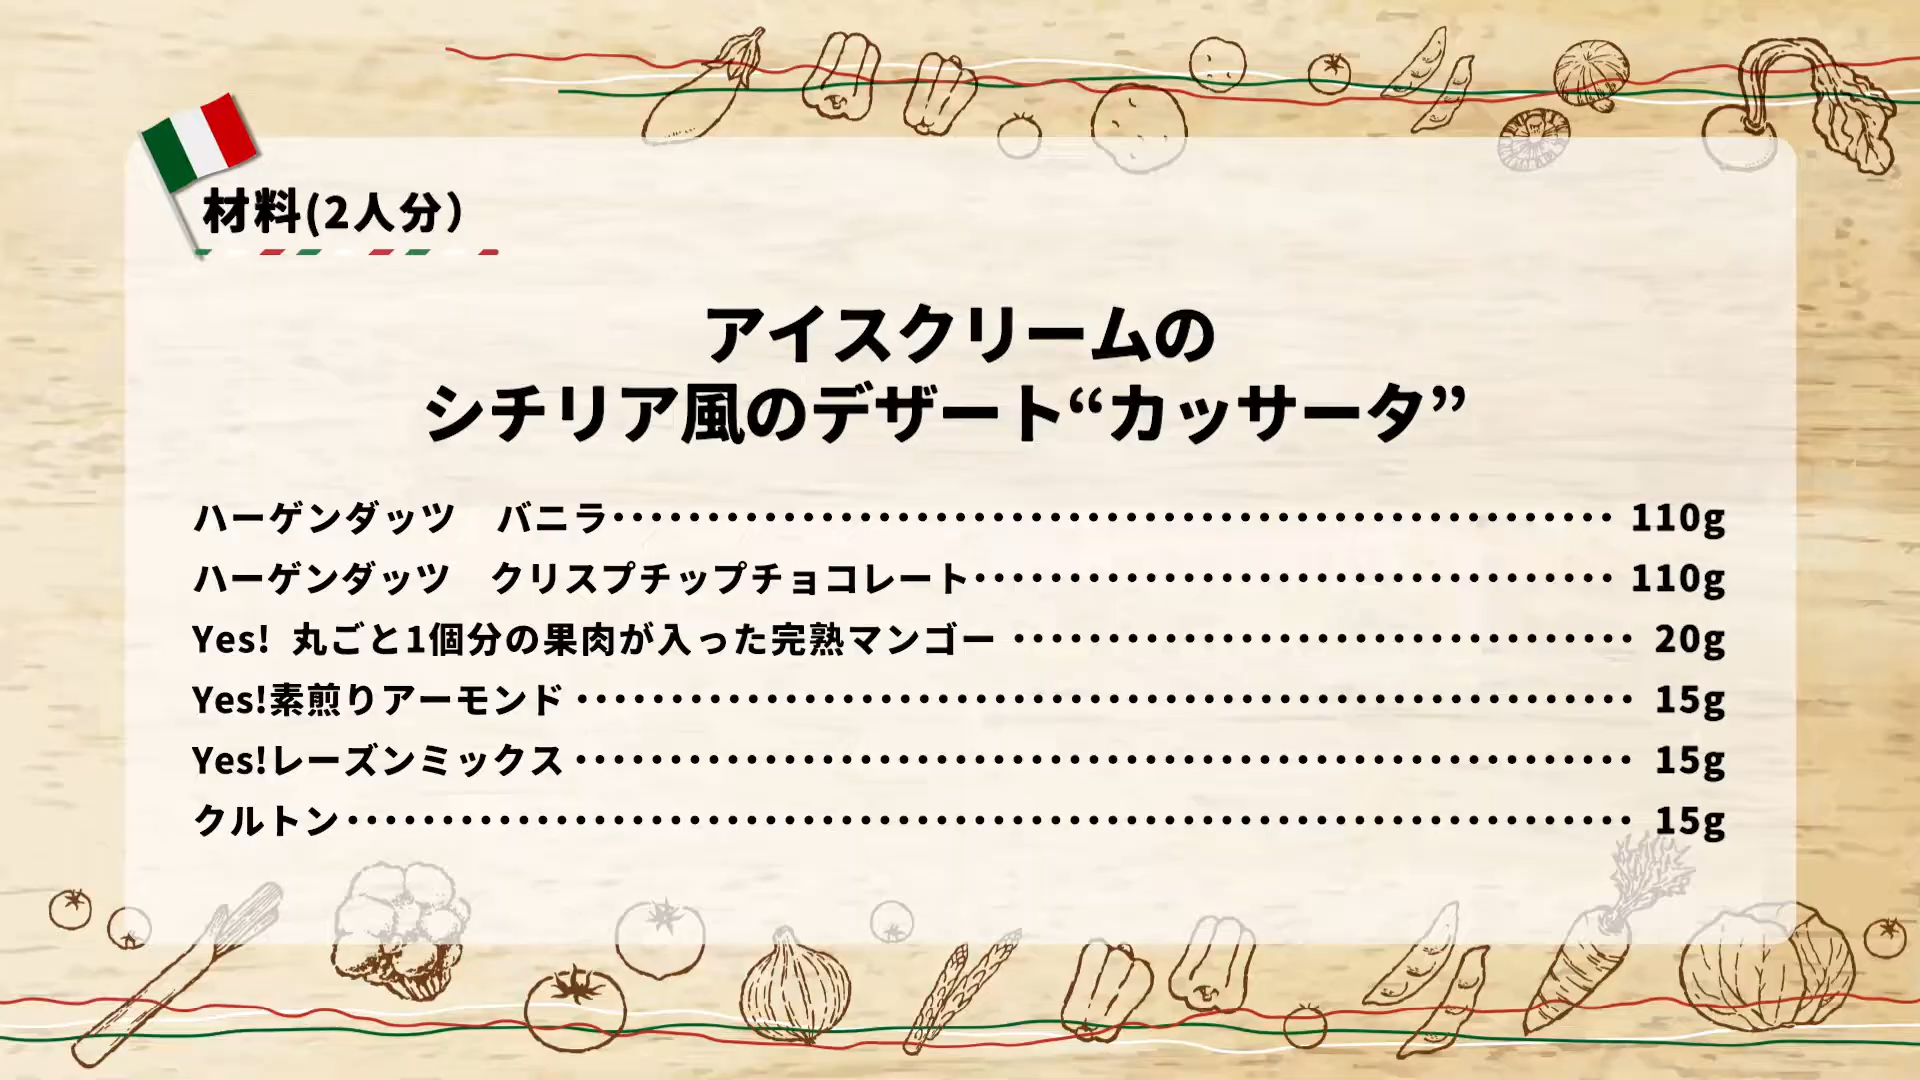 材料(2人分)
アイスクリームの
シチリア風のデザート“カッサータ”
ハーゲンダッツ　バニラ・・・・・・・・・・・・・・・・・・・・・・・・・・・・・・ 110g
ハーゲンダッツ　クリスプチップチョコレート・・・・・・・・・・・・・・・・・・・・ 110g
Yes! 丸ごと1個分の果肉が入った完熟マンゴー ・・・・・・・・・・・・・・・・・・・・ 20g
Yes!素煎りアーモンド ・・・・・・・・・・・・・・・・・・・・・・・・・・・・・・ 15g
Yes!レーズンミックス ・・・・・・・・・・・・・・・・・・・・・・・・・・・・・・ 15g
クルトン・・・・・・・・・・・・・・・・・・・・・・・・・・・・・・・・・・・・ 15g